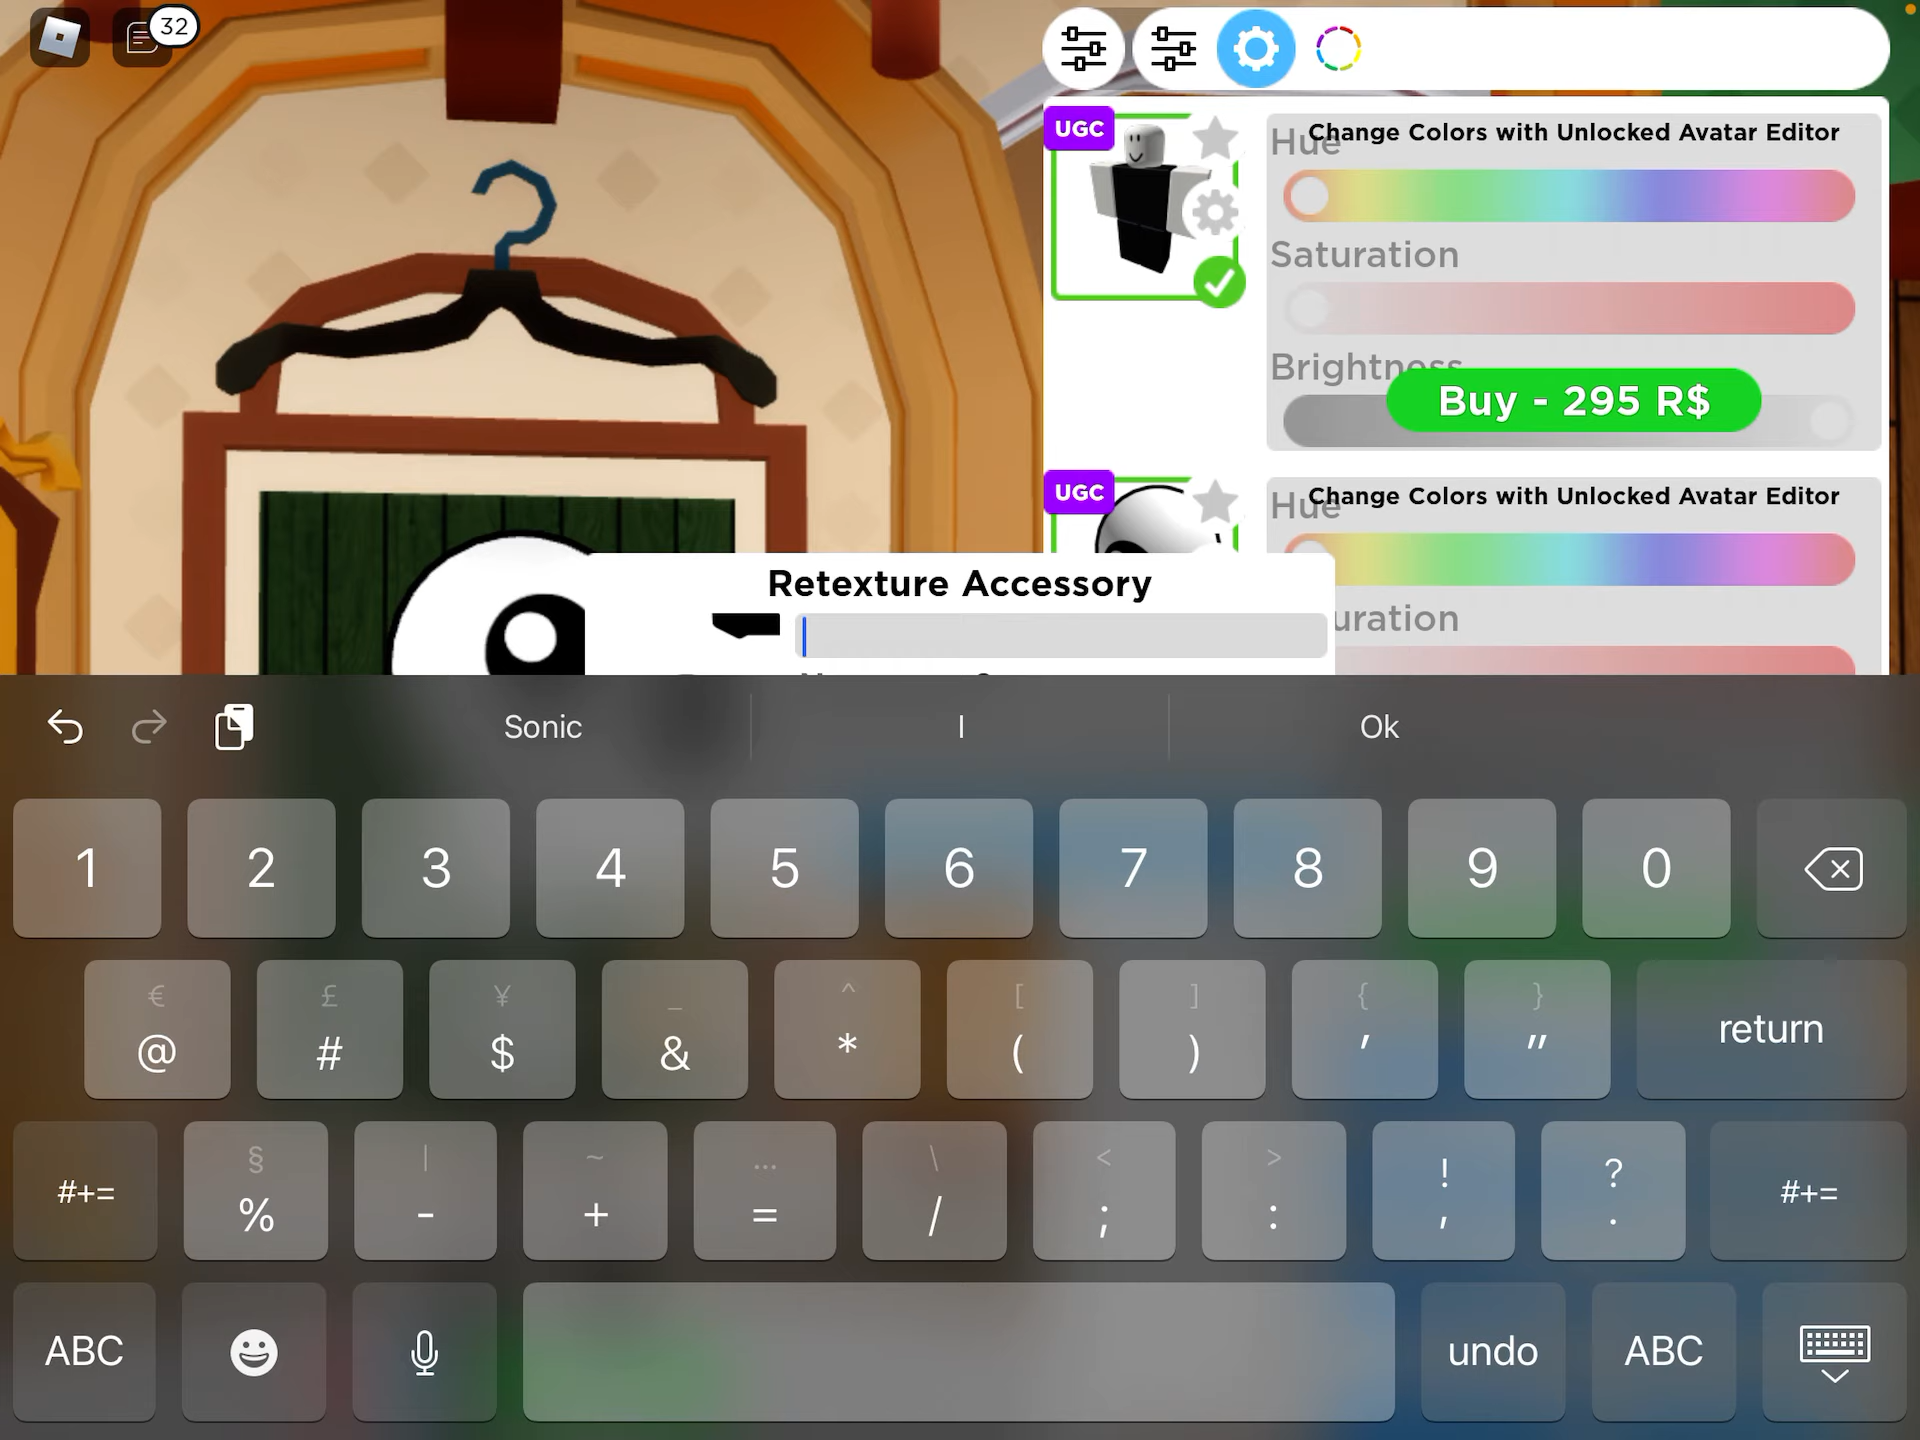 32
UGC
Change Colors with Unlocked Avatar Editor
Hue
Saturation
Brightness
Buy - 295 R$
UGC
Change Colors with Unlocked Avatar Editor
Hue
uration
Retexture Accessory
Sonic I Ok
1 2 3 4 5 6 7 8 9 0
€ £ ¥ _ ^ [ ] { }
@ # $ & * ( ) ' " return
§ | ~ … \ < > ! ?
#+= % - + = / ; : , . #+=
ABC undo ABC